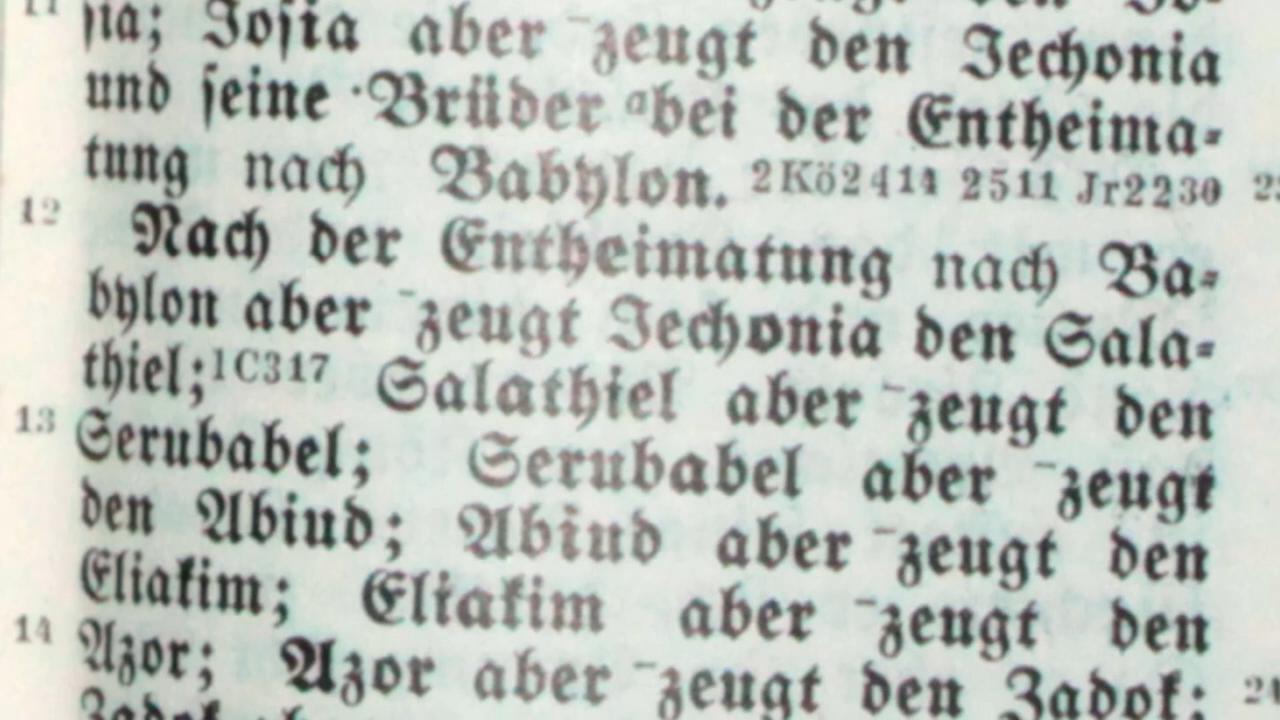 11 sia; Josia aber ‾zeugt den Jechonia
und seine ·Brüder ᵃbei der Entheima-
tung nach Babylon. 2Kö2414 2511 Jr2230
12 Nach der Entheimatung nach Ba-
bylon aber ‾zeugt Jechonia den Sala-
thiel;1C317 Salathiel aber ‾zeugt den
13 Serubabel; Serubabel aber ‾zeugt
den Abiud; Abiud aber ‾zeugt den
Eliakim; Eliakim aber ‾zeugt den
14 Azor; Azor aber ‾zeugt den Zadok;